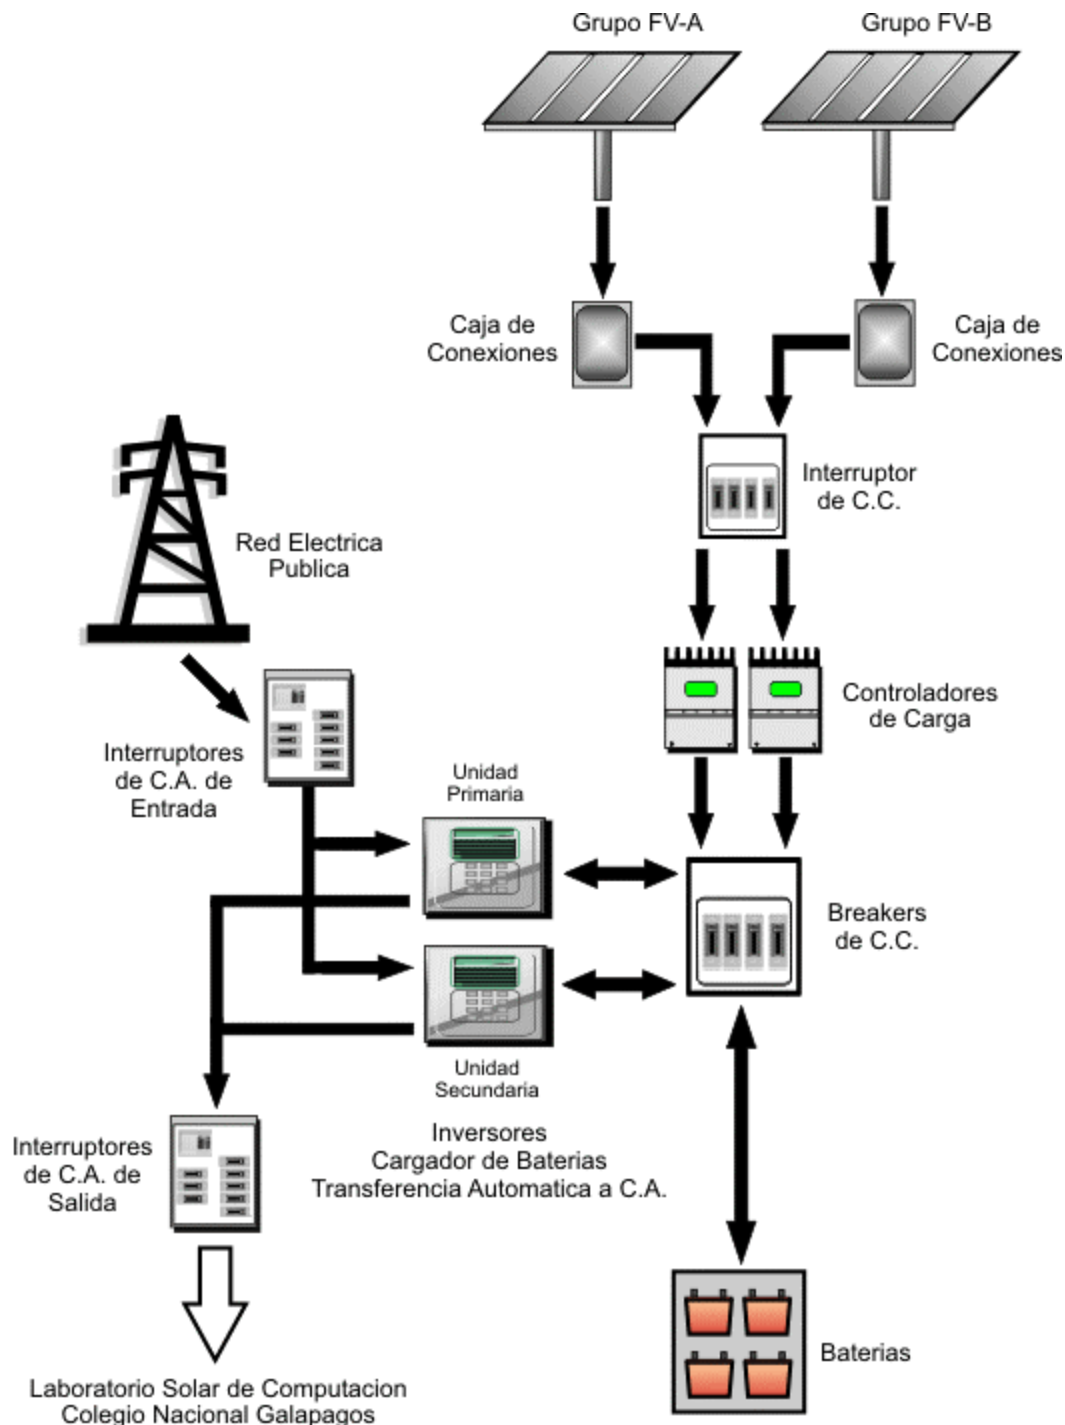 Grupo FV-A
Grupo FV-B
Caja de
Conexiones
Caja de
Conexiones
Interruptor
de C.C.
Red Electrica
Publica
Controladores
de Carga
Interruptores
de C.A. de
Entrada
Unidad
Primaria
Breakers
de C.C.
Unidad
Secundaria
Interruptores
de C.A. de
Salida
Inversores
Cargador de Baterias
Transferencia Automatica a C.A.
Baterias
Laboratorio Solar de Computacion
Colegio Nacional Galapagos